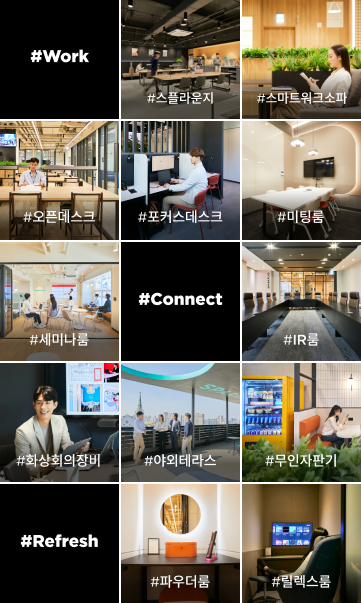 #Work
#스플라운지
#스마트워크소파
#오픈데스크
#포커스데스크
#미팅룸
#세미나룸
#Connect
#IR룸
#화상회의장비
#야외테라스
#무인자판기
#Refresh
#파우더룸
#릴렉스룸